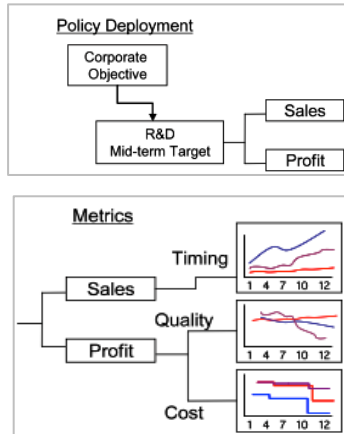 Policy Deployment
Corporate
Objective
R&D
Mid-term Target
Sales
Profit
Metrics
Timing
1 4 7 10 12
Sales
Quality
1 4 7 10 12
Profit
Cost
1 4 7 10 12